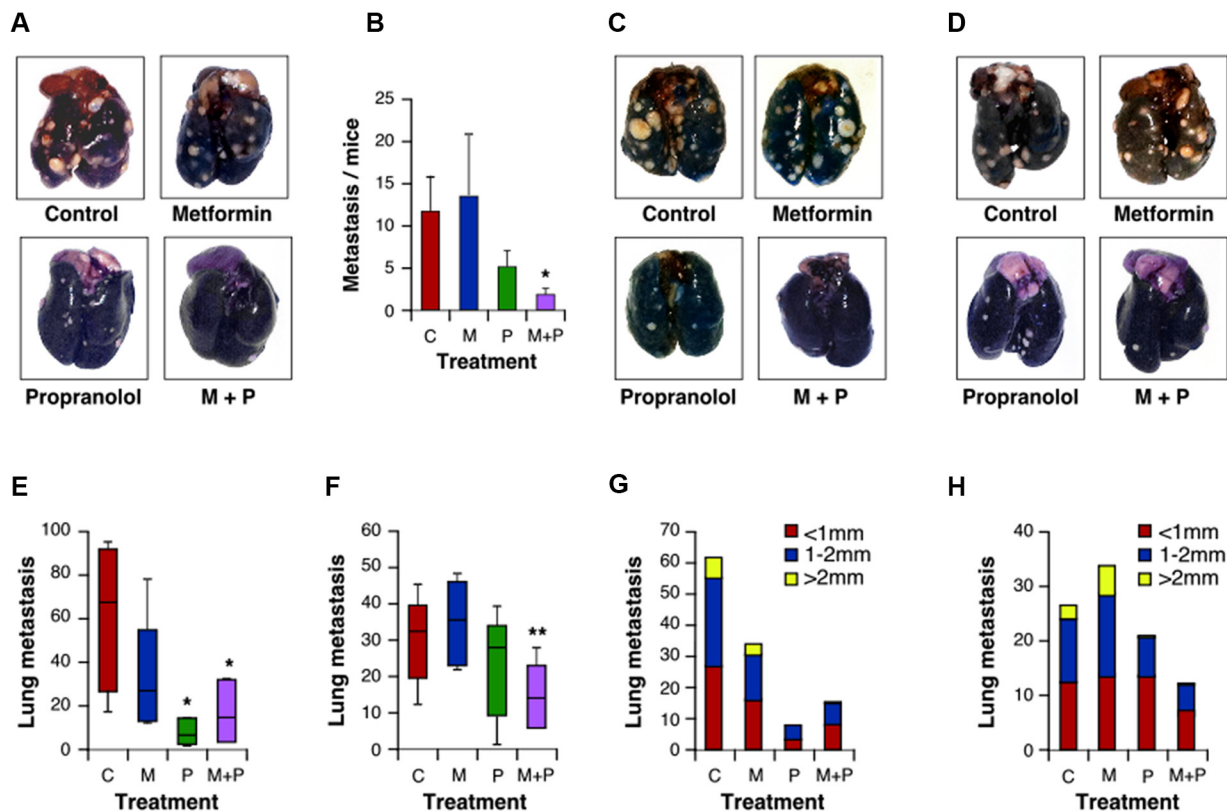 A
Control
Metformin
Propranolol
M + P
B
Metastasis / mice
25
20
15
10
5
0
*
C
M
P
M+P
Treatment
C
Control
Metformin
Propranolol
M + P
D
Control
Metformin
Propranolol
M + P
E
Lung metastasis
100
80
60
40
20
0
*
*
C
M
P
M+P
Treatment
F
Lung metastasis
60
50
40
30
20
10
0
**
C
M
P
M+P
Treatment
G
Lung metastasis
70
60
50
40
30
20
10
0
<1mm
1-2mm
>2mm
C
M
P
M+P
Treatment
H
Lung metastasis
40
30
20
10
0
<1mm
1-2mm
>2mm
C
M
P
M+P
Treatment